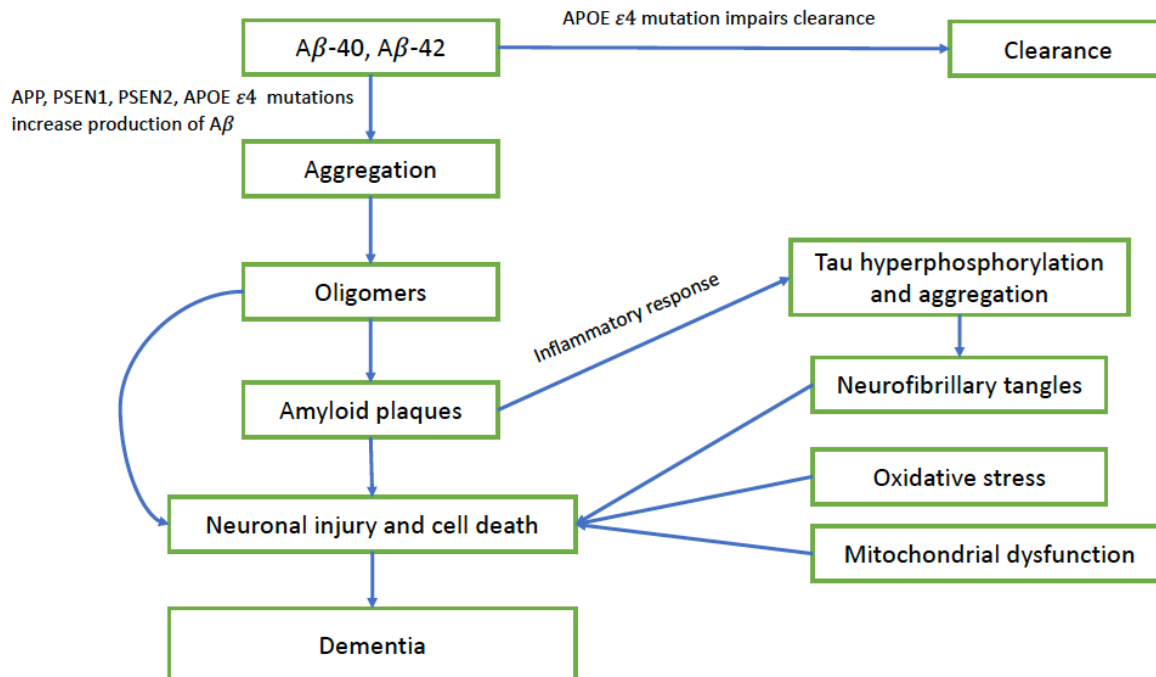 APOE 𝜀4 mutation impairs clearance
A𝛽-40, A𝛽-42
Clearance
APP, PSEN1, PSEN2, APOE 𝜀4 mutations
increase production of A𝛽
Aggregation
Oligomers
Inflammatory response
Tau hyperphosphorylation
and aggregation
Amyloid plaques
Neurofibrillary tangles
Oxidative stress
Neuronal injury and cell death
Mitochondrial dysfunction
Dementia